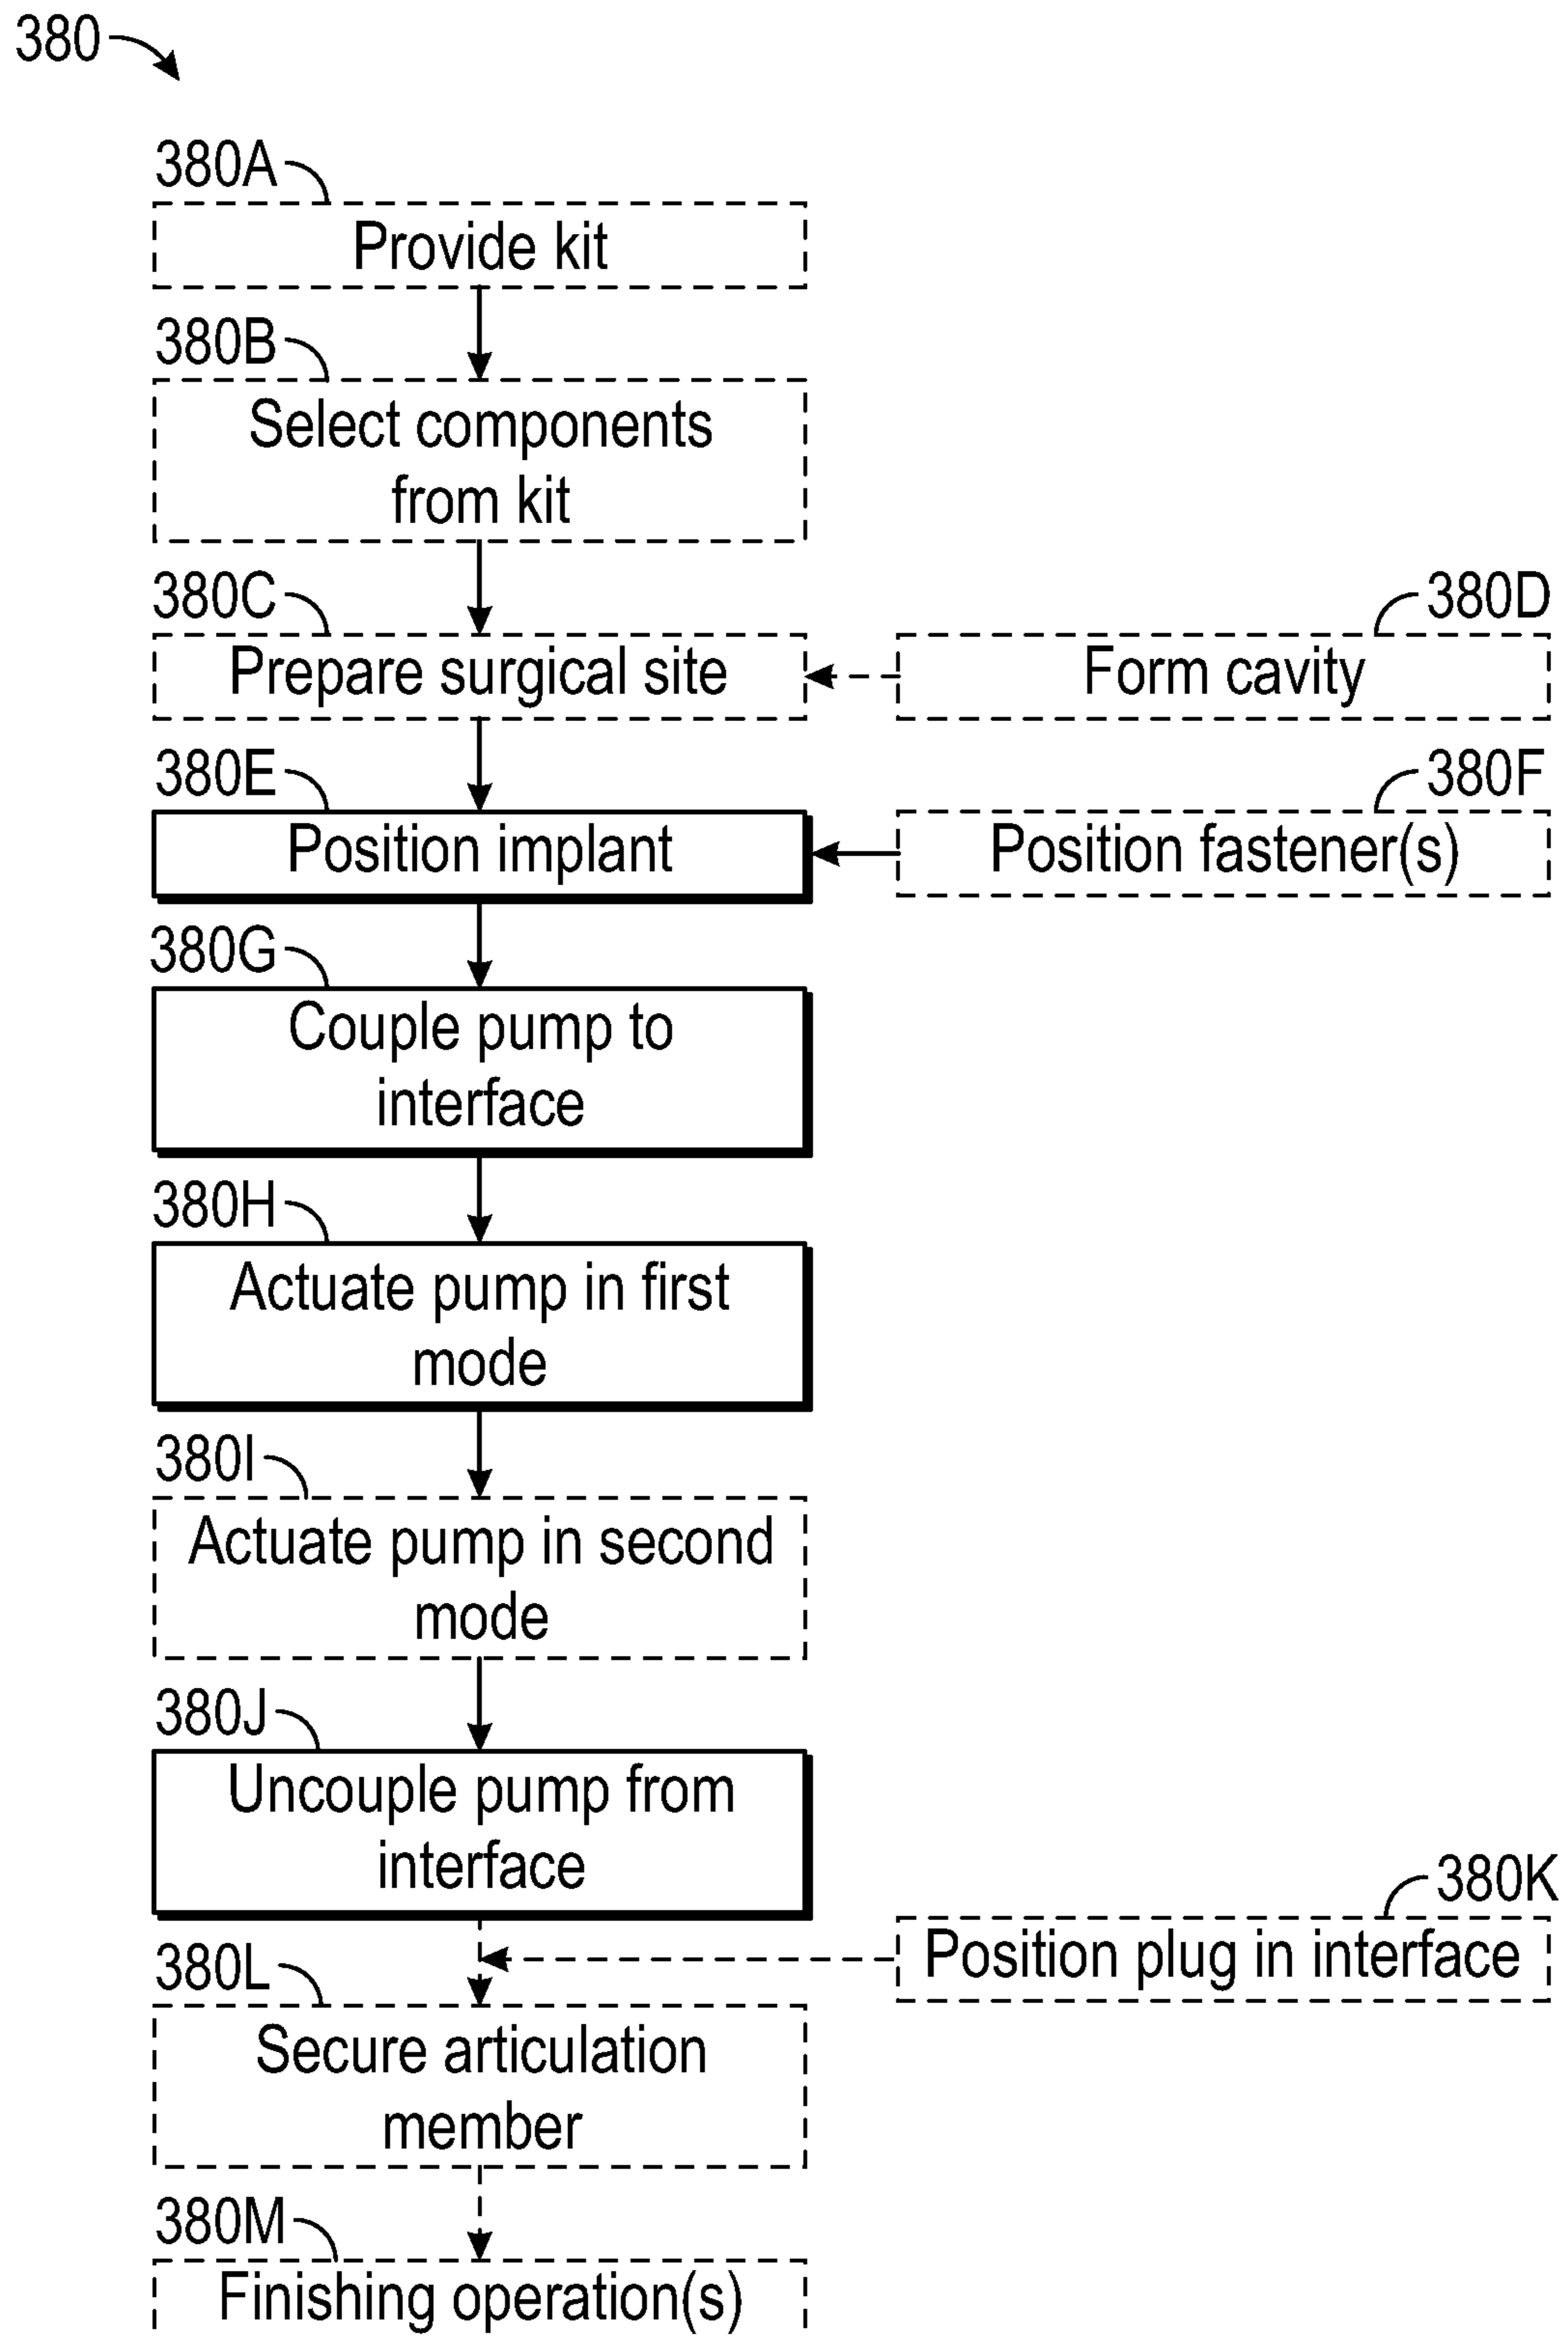 380
380A
Provide kit
380B
Select components
from kit
380C
Prepare surgical site
380D
Form cavity
380E
Position implant
380F
Position fastener(s)
380G
Couple pump to
interface
380H
Actuate pump in first
mode
380I
Actuate pump in second
mode
380J
Uncouple pump from
interface
380K
Position plug in interface
380L
Secure articulation
member
380M
Finishing operation(s)